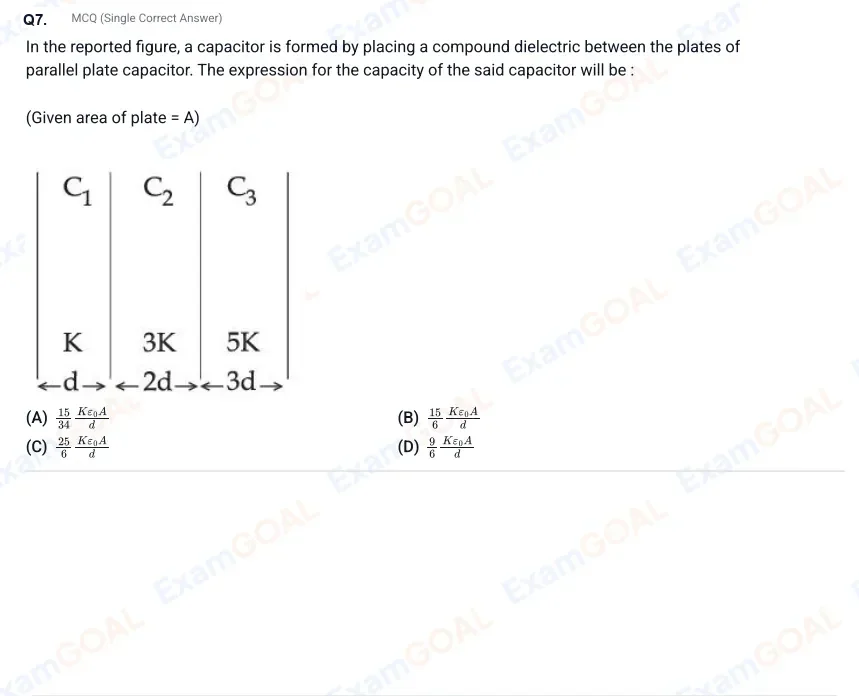 Q7. MCQ (Single Correct Answer)
In the reported figure, a capacitor is formed by placing a compound dielectric between the plates of
parallel plate capacitor. The expression for the capacity of the said capacitor will be :
(Given area of plate = A)
C₁ C₂ C₃
K 3K 5K
←d→ ←2d→ ←3d→
(A) 15/34 Kε₀A/d (B) 15/6 Kε₀A/d
(C) 25/6 Kε₀A/d (D) 9/6 Kε₀A/d
ExamGOAL